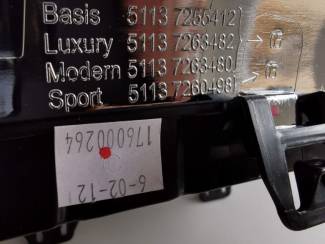 Basis 5113 7266412
Luxury 5113 7263482
Modern 5113 7263480
Sport 5113 7260498
176000264
6-02-12